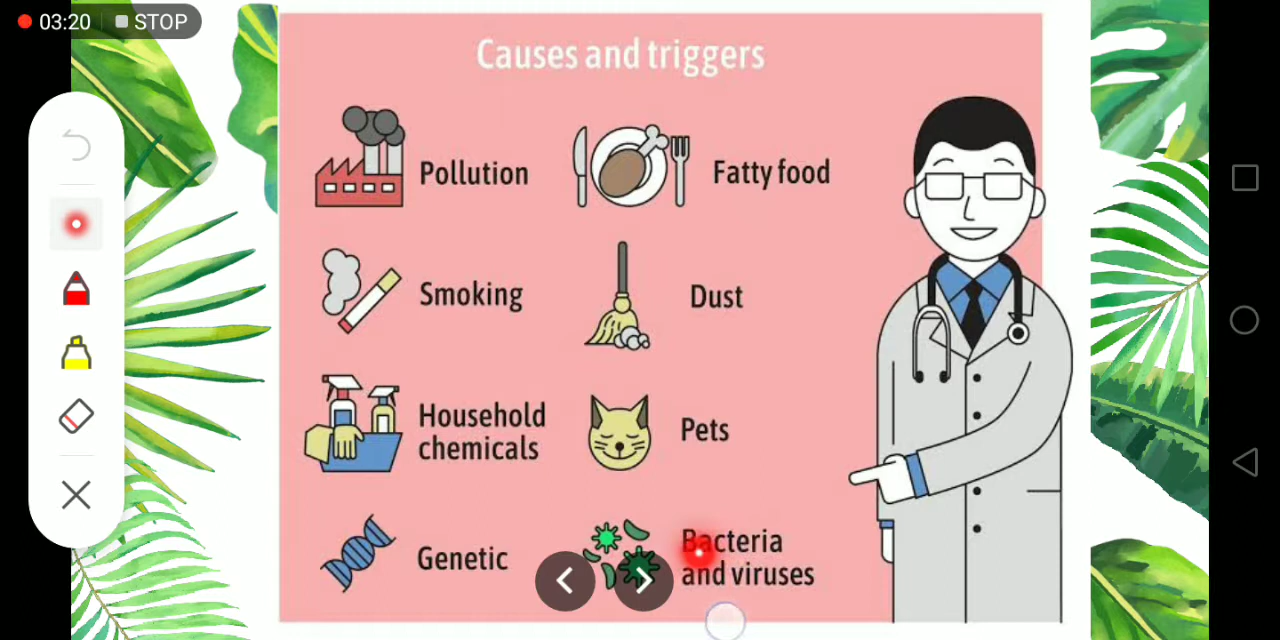 03:20
STOP
Causes and triggers
Pollution
Fatty food
Smoking
Dust
Household
chemicals
Pets
Genetic
Bacteria
and viruses